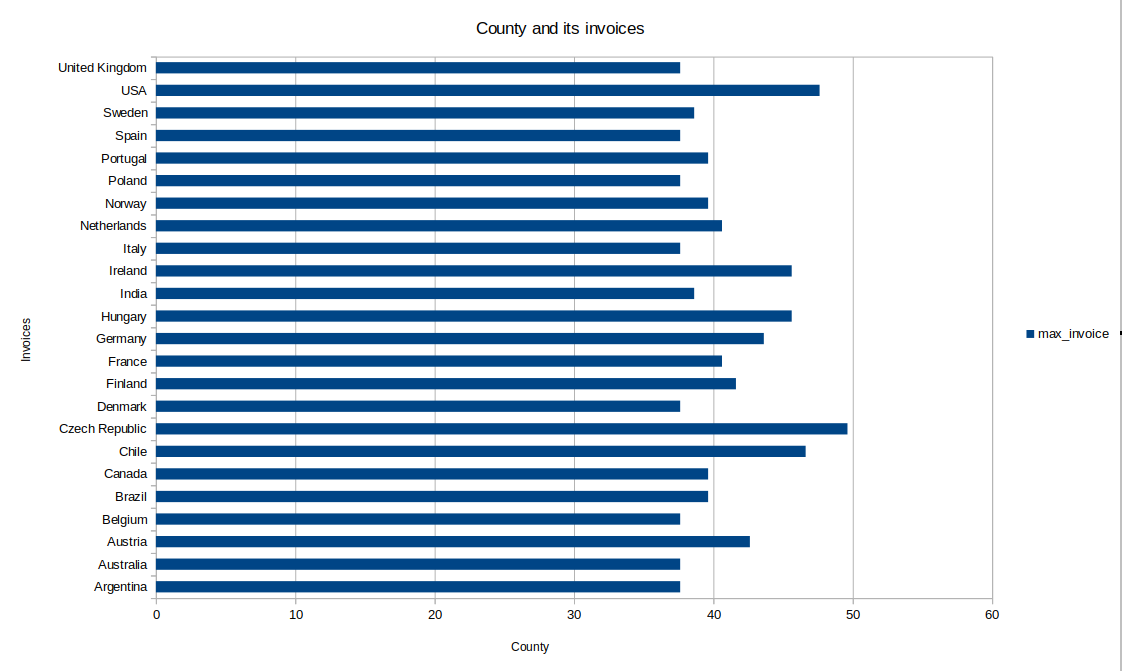 County and its invoices
United Kingdom
USA
Sweden
Spain
Portugal
Poland
Norway
Netherlands
Italy
Ireland
India
Hungary
Germany
France
Finland
Denmark
Czech Republic
Chile
Canada
Brazil
Belgium
Austria
Australia
Argentina
Invoices
max_invoice
0 10 20 30 40 50 60
County